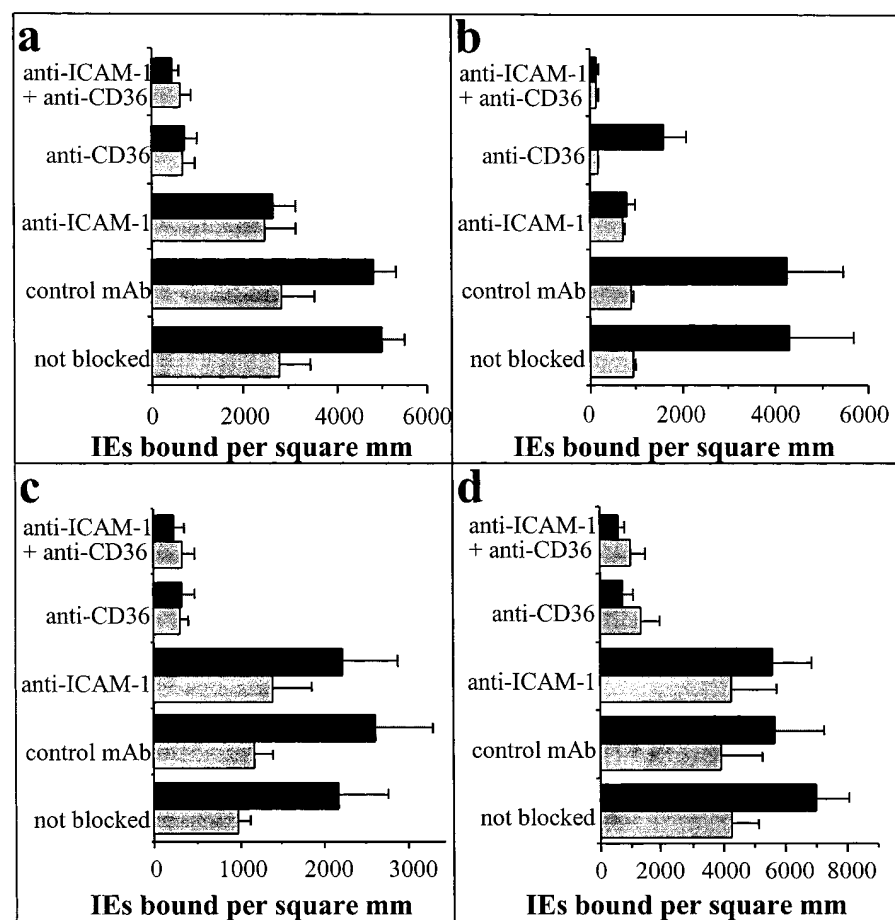 a
anti-ICAM-1
+ anti-CD36
anti-CD36
anti-ICAM-1
control mAb
not blocked
0 2000 4000 6000
IEs bound per square mm
b
anti-ICAM-1
+ anti-CD36
anti-CD36
anti-ICAM-1
control mAb
not blocked
0 2000 4000 6000
IEs bound per square mm
c
anti-ICAM-1
+ anti-CD36
anti-CD36
anti-ICAM-1
control mAb
not blocked
0 1000 2000 3000
IEs bound per square mm
d
anti-ICAM-1
+ anti-CD36
anti-CD36
anti-ICAM-1
control mAb
not blocked
0 2000 4000 6000 8000
IEs bound per square mm